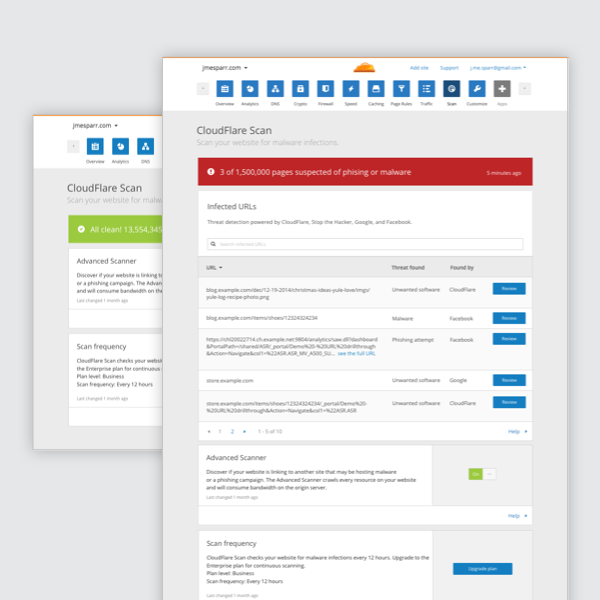 jmesparr.com
Overview
Analytics
DNS
CloudFlare Scan
Scan your website for malw
All clean! 13,554,345
Advanced Scanner
Discover if your website is linking to
or a phishing campaign. The Advan
and will consume bandwidth on the
Last changed 1 month ago
Scan frequency
CloudFlare Scan checks your websit
the Enterprise plan for continuous
Plan level: Business
Scan frequency: Every 12 hours
Last changed 1 month ago
jmesparr.com
Add site Support j.me.sparr@gmail.com
Overview Analytics DNS Crypto Firewall Speed Caching Page Rules Traffic Scan Customize Apps
CloudFlare Scan
Scan your website for malware infections.
3 of 1,500,000 pages suspected of phising or malware 5 minutes ago
Infected URLs
Threat detection powered by CloudFlare, Stop the Hacker, Google, and Facebook.
Search infected URLs
URL Threat found Found by
blog.example.com/dec/12-19-2014/christmas-ideas-yule-love/imgs/ Unwanted software CloudFlare Review
yule-log-recipe-photo.png
blog.example.com/items/shoes/12324324234 Malware Facebook Review
https://chl20022714.ch.example.net:9804/analytics/saw.dll?dashboard Phishing attempt Facebook Review
&PortalPath=/shared/ASR/_portal/Demo%20-%20URL%20drillthrough
&Action=Navigate&col1=%22ASR.ASR_MV_AS00_SU... see the full URL
store.example.com Unwanted software Google Review
store.example.com/items/shoes/12324324234/_portal/Demo%20- Unwanted software CloudFlare Review
%20URL%20drillthrough&Action=Navigate&col1=%22ASR.ASR
1 2 1 - 5 of 10 Help
Advanced Scanner
Discover if your website is linking to another site that may be hosting malware
or a phishing campaign. The Advanced Scanner crawls every resource on your website
and will consume bandwidth on the origin server.
Last changed 1 month ago
On
Help
Scan frequency
CloudFlare Scan checks your website for malware infections every 12 hours. Upgrade to the
Enterprise plan for continuous scanning.
Plan level: Business
Scan frequency: Every 12 hours
Last changed 1 month ago
Upgrade plan